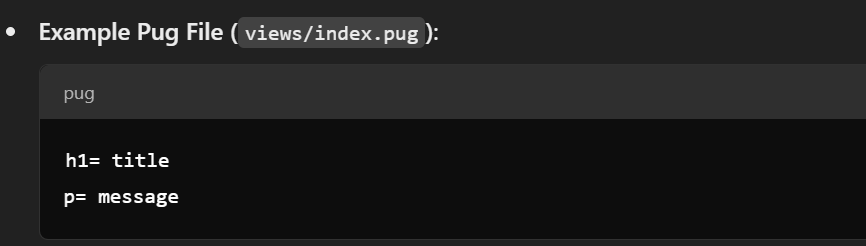 Example Pug File (views/index.pug):
pug
h1= title
p= message